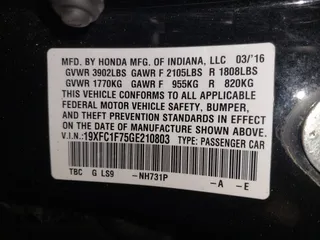 MFD. BY HONDA MFG. OF INDIANA, LLC 03/'16
GVWR 3902LBS GAWR F 2105LBS R 1808LBS
GVWR 1770KG GAWR F 955KG R 820KG
THIS VEHICLE CONFORMS TO ALL APPLICABLE
FEDERAL MOTOR VEHICLE SAFETY, BUMPER,
AND THEFT PREVENTION STANDARDS IN EFFECT
ON THE DATE OF MANUFACTURE SHOWN ABOVE.
V.I.N.: 19XFC1F75GE210803 TYPE: PASSENGER CAR
TBC G LS9 -NH731P -A -E